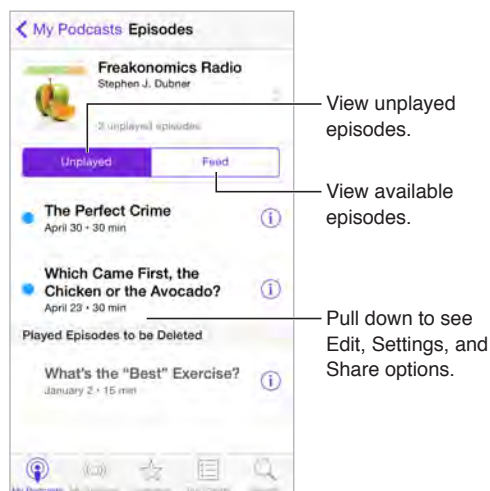 My Podcasts Episodes
Freakonomics Radio
Stephen J. Dubner
2 unplayed episodes
Unplayed
Feed
The Perfect Crime
April 30 • 30 min
Which Came First, the
Chicken or the Avocado?
April 23 • 30 min
Played Episodes to be Deleted
What's the “Best” Exercise?
January 2 • 15 min
My Podcasts
View unplayed
episodes.
View available
episodes.
Pull down to see
Edit, Settings, and
Share options.